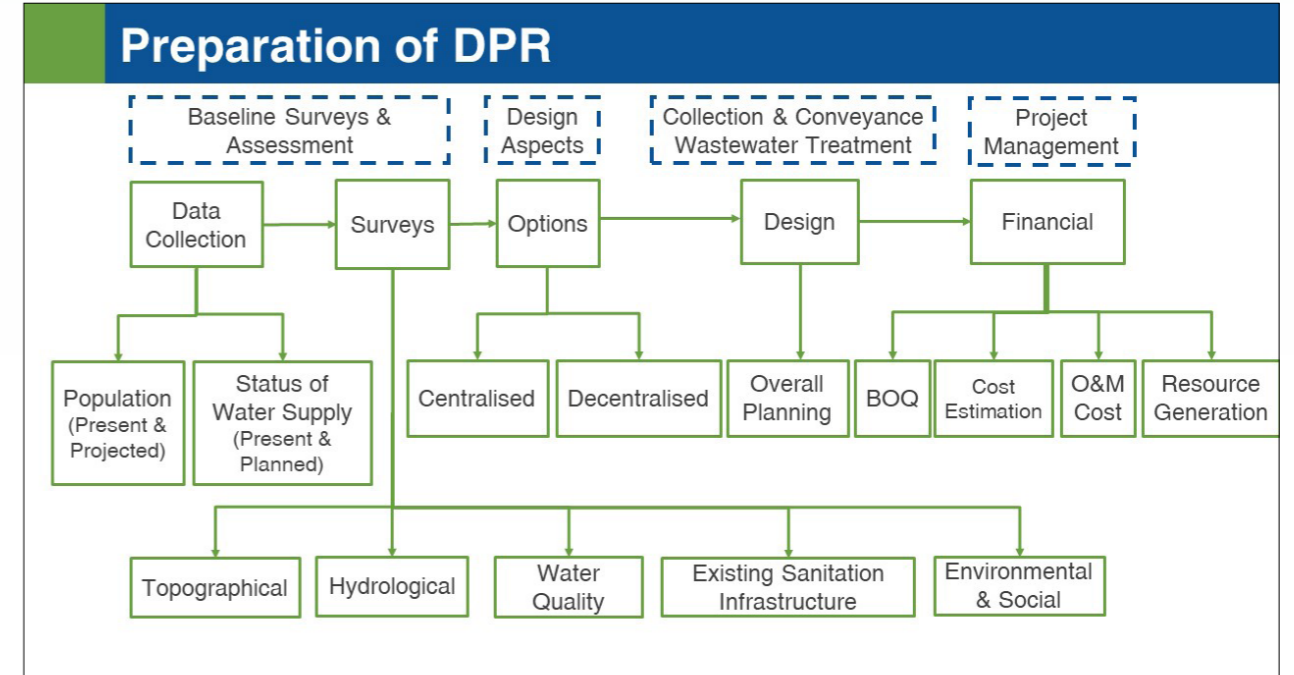 Preparation of DPR
Baseline Surveys &
Assessment
Design
Aspects
Collection & Conveyance
Wastewater Treatment
Project
Management
Data
Collection
Surveys
Options
Design
Financial
Population
(Present &
Projected)
Status of
Water Supply
(Present &
Planned)
Centralised
Decentralised
Overall
Planning
BOQ
Cost
Estimation
O&M
Cost
Resource
Generation
Topographical
Hydrological
Water
Quality
Existing Sanitation
Infrastructure
Environmental
& Social